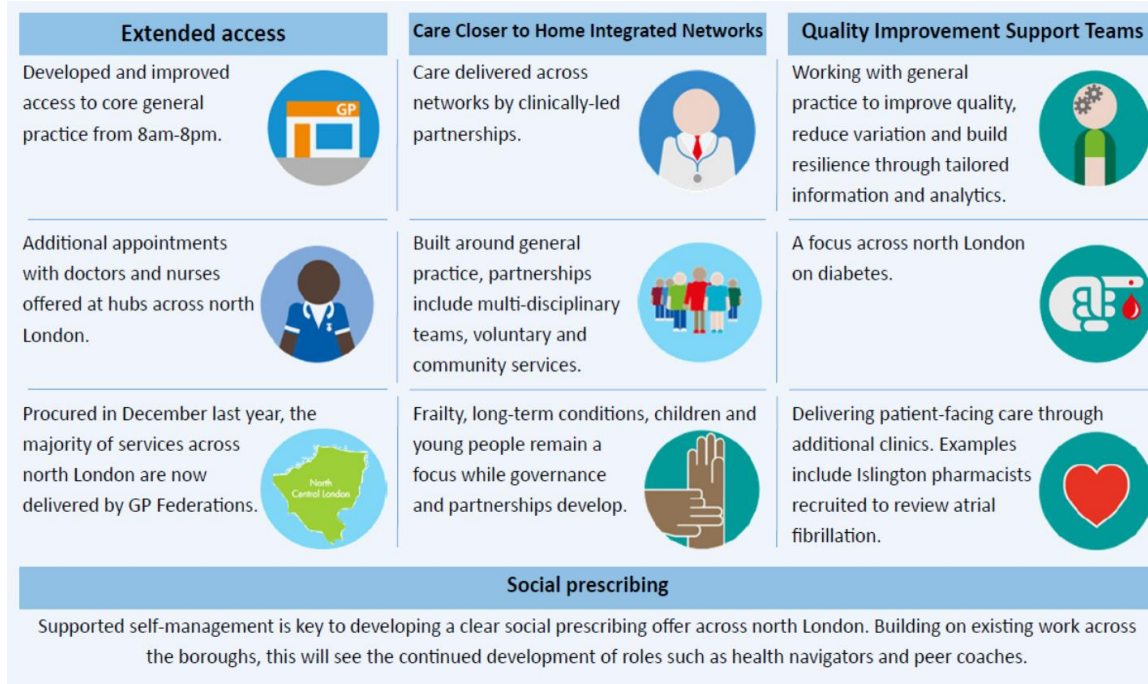 Extended access
Developed and improved
access to core general
practice from 8am-8pm.
GP
Additional appointments
with doctors and nurses
offered at hubs across north
London.
Procured in December last year, the
majority of services across
north London are now
delivered by GP Federations.
North
Central London
Care Closer to Home Integrated Networks
Care delivered across
networks by clinically-led
partnerships.
Built around general
practice, partnerships
include multi-disciplinary
teams, voluntary and
community services.
Frailty, long-term conditions, children and
young people remain a
focus while governance
and partnerships develop.
Quality Improvement Support Teams
Working with general
practice to improve quality,
reduce variation and build
resilience through tailored
information and analytics.
A focus across north London
on diabetes.
Delivering patient-facing care through
additional clinics. Examples
include Islington pharmacists
recruited to review atrial
fibrillation.
Social prescribing
Supported self-management is key to developing a clear social prescribing offer across north London. Building on existing work across
the boroughs, this will see the continued development of roles such as health navigators and peer coaches.